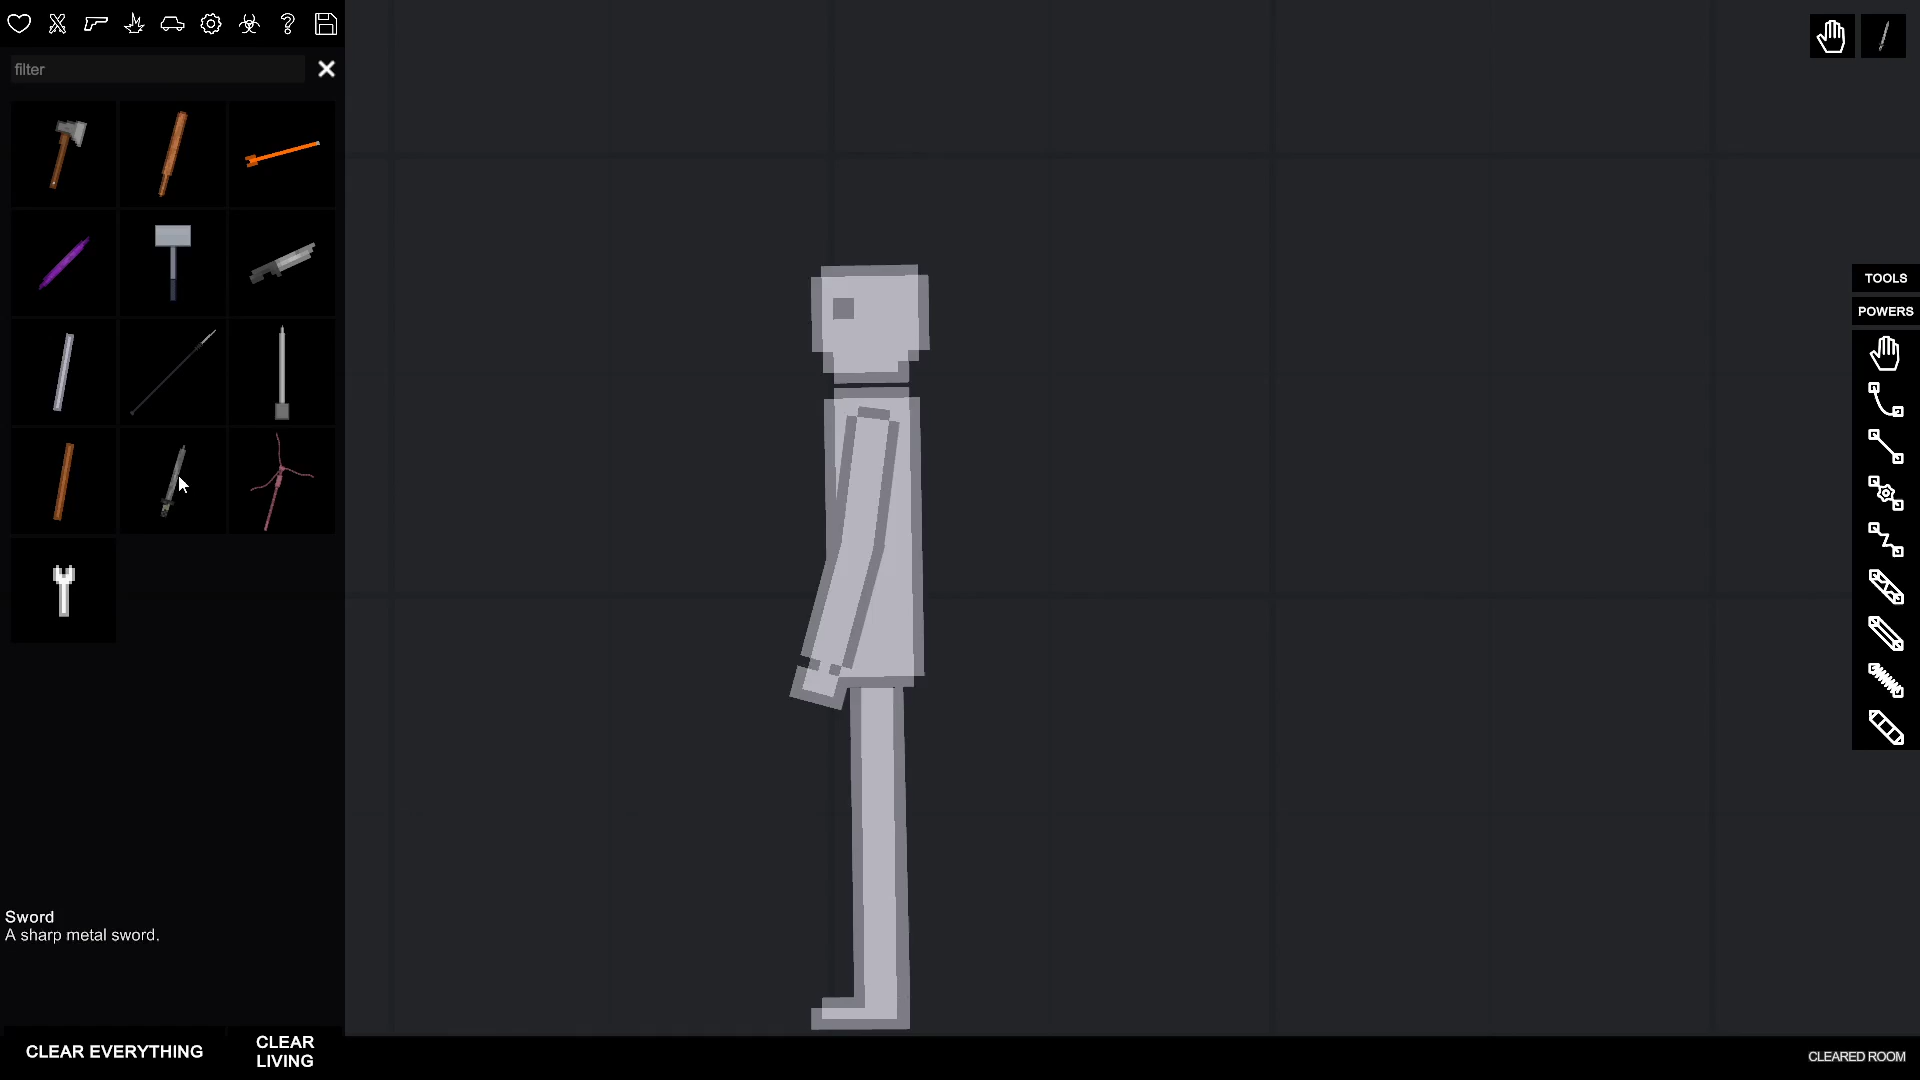 filter
TOOLS
POWERS
Sword
A sharp metal sword.
CLEAR EVERYTHING
CLEAR
LIVING
CLEARED ROOM